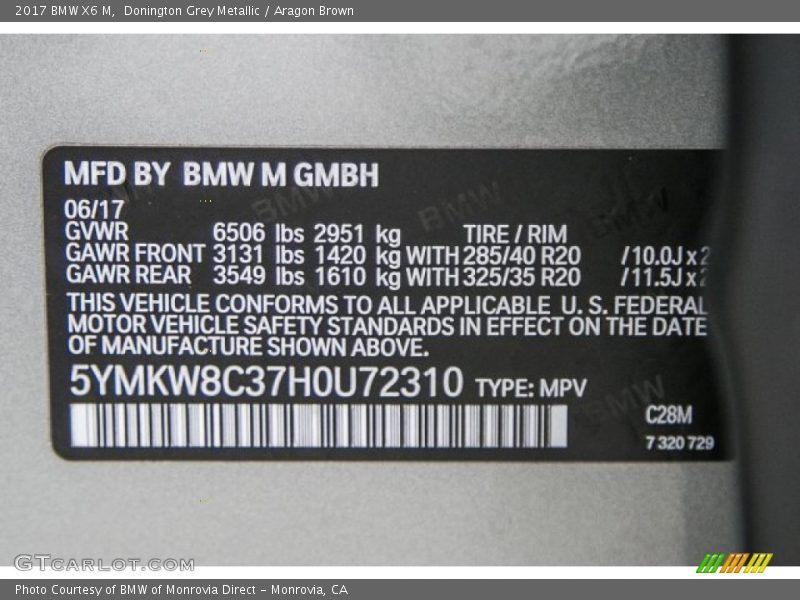 2017 BMW X6 M, Donington Grey Metallic / Aragon Brown
MFD BY BMW M GMBH
06/17
GVWR 6506 lbs 2951 kg TIRE / RIM
GAWR FRONT 3131 lbs 1420 kg WITH 285/40 R20 /10.0J x 2
GAWR REAR 3549 lbs 1610 kg WITH 325/35 R20 /11.5J x 2
THIS VEHICLE CONFORMS TO ALL APPLICABLE U. S. FEDERAL
MOTOR VEHICLE SAFETY STANDARDS IN EFFECT ON THE DATE
OF MANUFACTURE SHOWN ABOVE.
5YMKW8C37H0U72310 TYPE: MPV
C28M
7 320 729
GTCARLOT.COM
Photo Courtesy of BMW of Monrovia Direct - Monrovia, CA